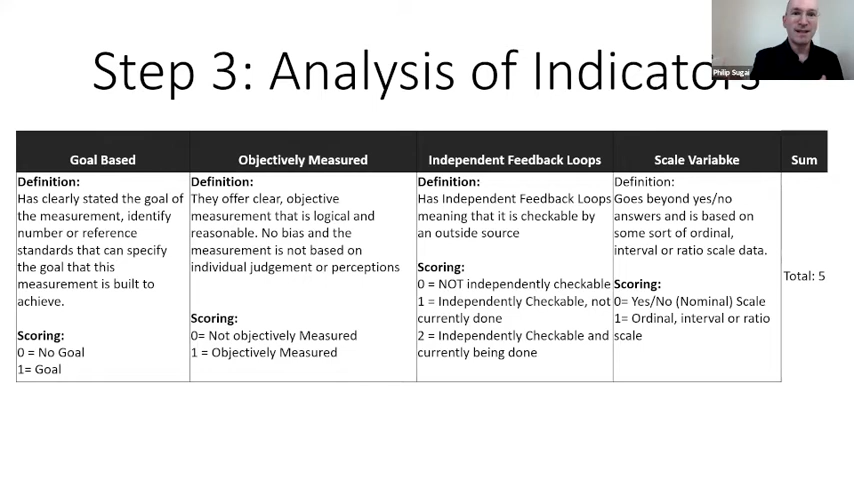 Step 3: Analysis of Indicators
Philip Sugai
Goal Based
Objectively Measured
Independent Feedback Loops
Scale Variabke
Sum
Definition:
Has clearly stated the goal of
the measurement, identify
number or reference
standards that can specify
the goal that this
measurement is built to
achieve.
Scoring:
0 = No Goal
1= Goal
Definition:
They offer clear, objective
measurement that is logical and
reasonable. No bias and the
measurement is not based on
individual judgement or perceptions
Scoring:
0= Not objectively Measured
1 = Objectively Measured
Definition:
Has Independent Feedback Loops
meaning that it is checkable by
an outside source
Scoring:
0 = NOT independently checkable
1 = Independently Checkable, not
currently done
2 = Independently Checkable and
currently being done
Definition:
Goes beyond yes/no
answers and is based on
some sort of ordinal,
interval or ratio scale data.
Scoring:
0= Yes/No (Nominal) Scale
1= Ordinal, interval or ratio
scale
Total: 5